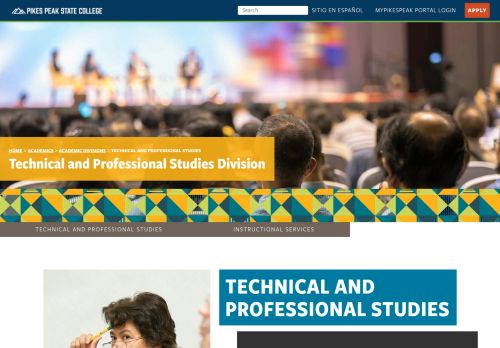 PIKES PEAK STATE COLLEGE
Search
SITIO EN ESPAÑOL
MYPIKESPEAK PORTAL LOGIN
APPLY
HOME > ACADEMICS > ACADEMIC DIVISIONS > TECHNICAL AND PROFESSIONAL STUDIES
Technical and Professional Studies Division
TECHNICAL AND PROFESSIONAL STUDIES
INSTRUCTIONAL SERVICES
TECHNICAL AND
PROFESSIONAL STUDIES